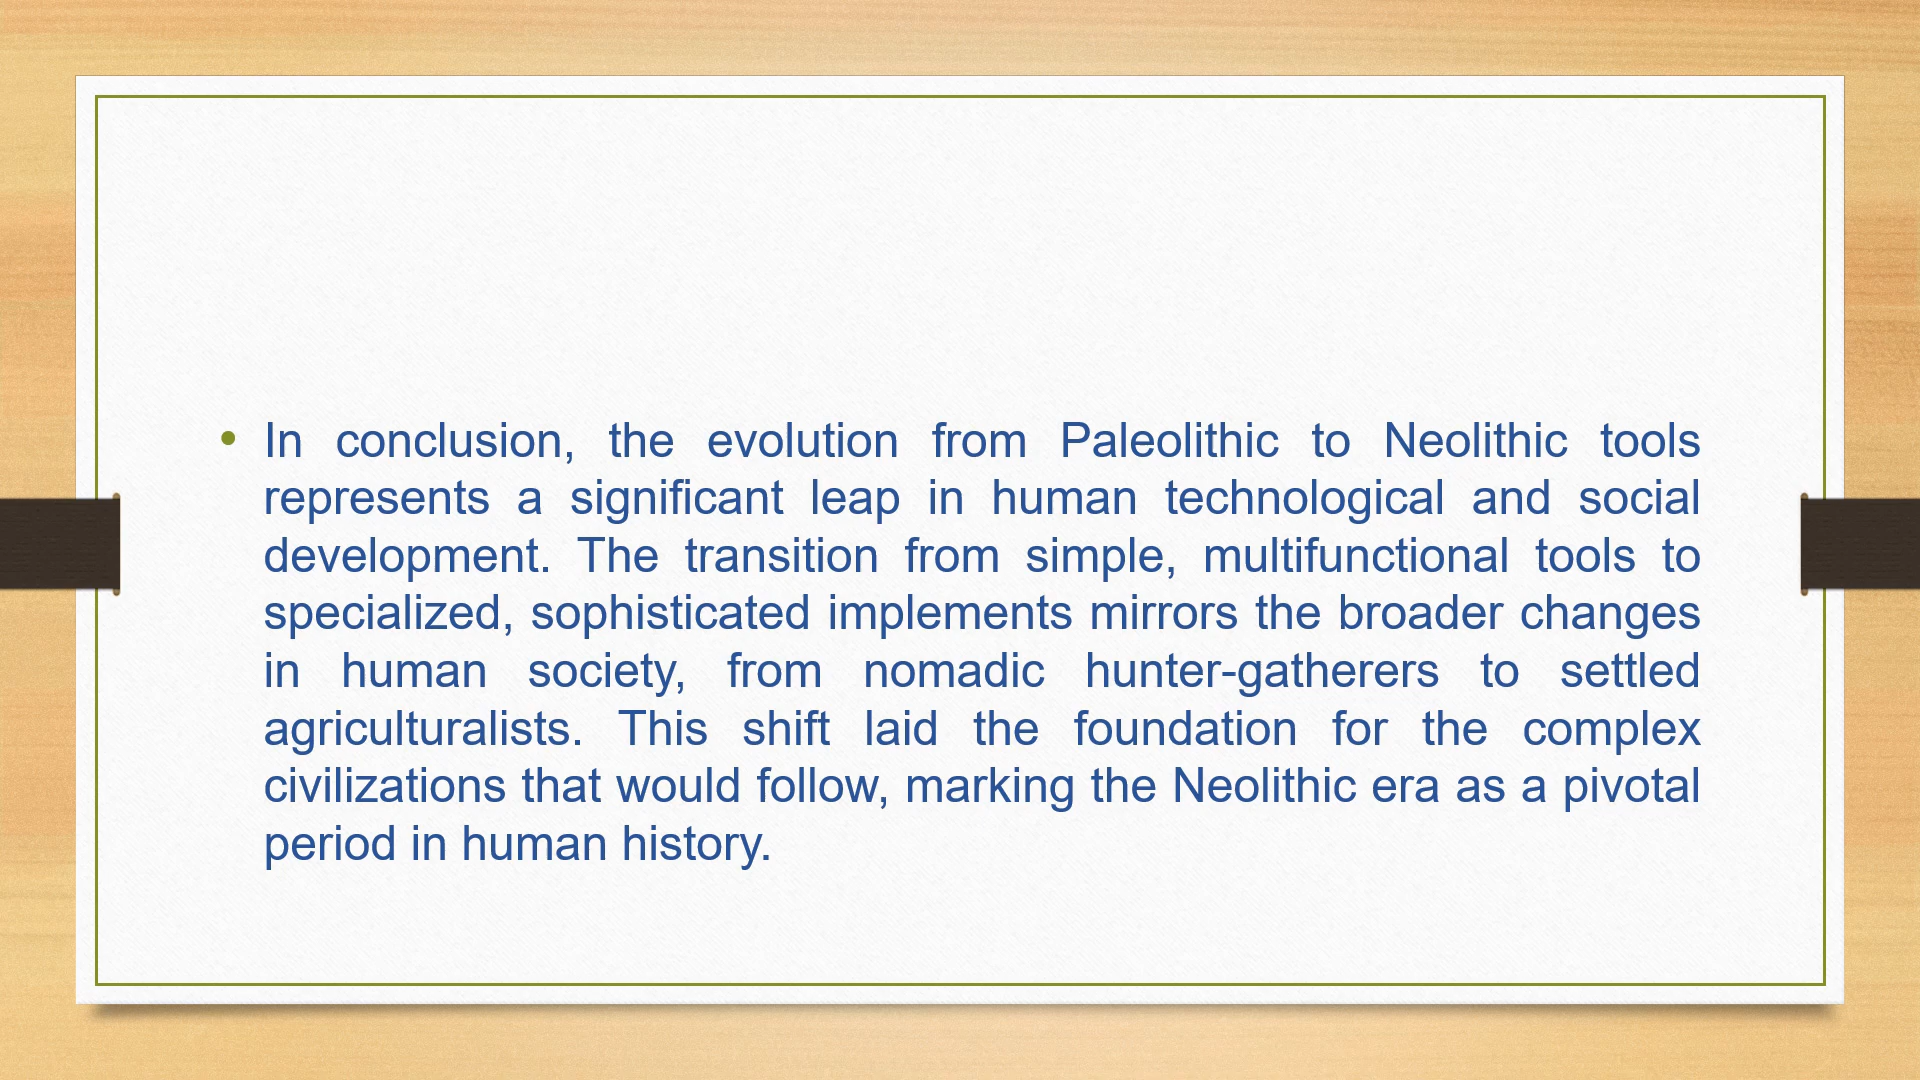 • In conclusion, the evolution from Paleolithic to Neolithic tools
represents a significant leap in human technological and social
development. The transition from simple, multifunctional tools to
specialized, sophisticated implements mirrors the broader changes
in human society, from nomadic hunter-gatherers to settled
agriculturalists. This shift laid the foundation for the complex
civilizations that would follow, marking the Neolithic era as a pivotal
period in human history.